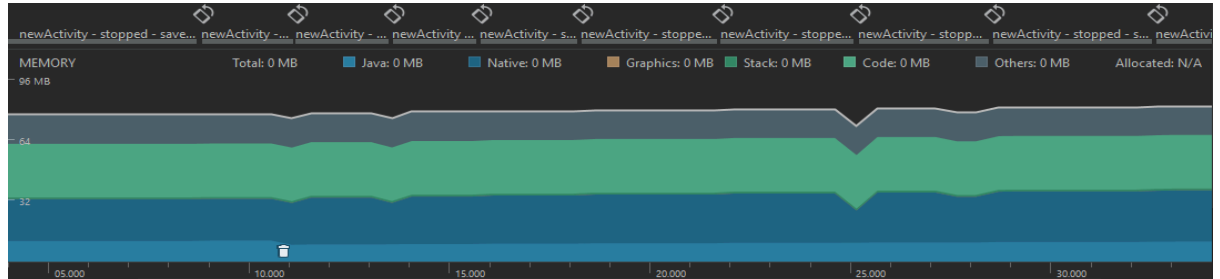 newActivity - stopped - save... newActivity -... newActivity - ... newActivity ... newActivity - s... newActivity - stoppe... newActivity - stoppe... newActivity - stopp... newActivity - stopped - s... newActivi
MEMORY Total: 0 MB Java: 0 MB Native: 0 MB Graphics: 0 MB Stack: 0 MB Code: 0 MB Others: 0 MB Allocated: N/A
96 MB
64
32
05.000 10.000 15.000 20.000 25.000 30.000